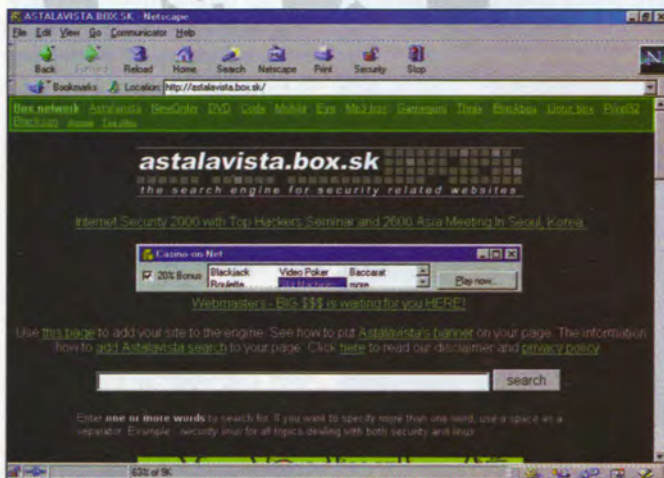 ASTALAVISTA.BOX.SK - Netscape
File Edit View Go Communicator Help
Back Forward Reload Home Search Netscape Print Security Stop
Bookmarks Location: http://astalavista.box.sk/
Box network Astalavista NewOrder DVD Code Mobile Eye Mp3.box Gameguru Blackbox Linux.box
astalavista.box.sk
the search engine for security related websites
Internet Security 2000 with Top Hackers Seminar and 2600 Asia Meeting In Seoul, Korea.
Casino on Net
20% Bonus Blackjack Video Poker Baccarat
Roulette Slot Machines more Play now...
Webmasters - BIG $$$ is waiting for you HERE!
Use this page to add your site to the engine. See how to put Astalavista's banner on your page. The information
how to add Astalavista search to your page. Click here to read our disclaimer and privacy policy
search
Enter one or more words to search for. If you want to specify more than one word, use a space as a
separator. Example: security linux for all topics dealing with both security and linux
63% of 9K